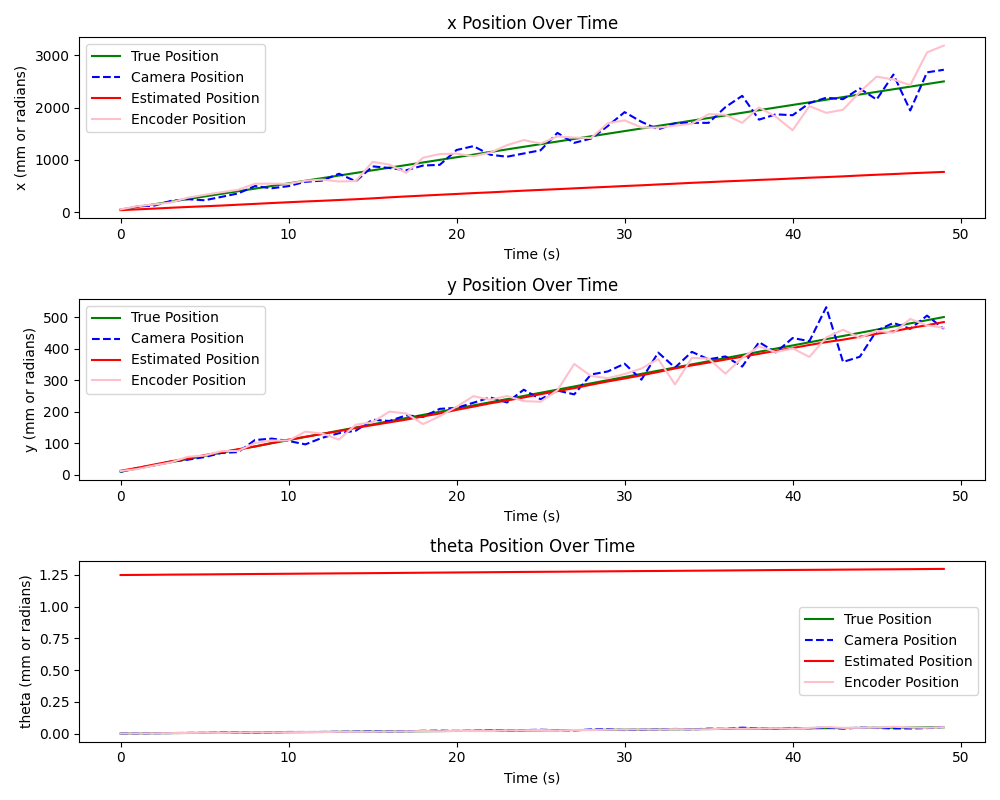 x Position Over Time
x (mm or radians)
3000
2000
1000
0
True Position
Camera Position
Estimated Position
Encoder Position
0 10 20 30 40 50
Time (s)
y Position Over Time
y (mm or radians)
500
400
300
200
100
0
True Position
Camera Position
Estimated Position
Encoder Position
0 10 20 30 40 50
Time (s)
theta Position Over Time
theta (mm or radians)
1.25
1.00
0.75
0.50
0.25
0.00
True Position
Camera Position
Estimated Position
Encoder Position
0 10 20 30 40 50
Time (s)